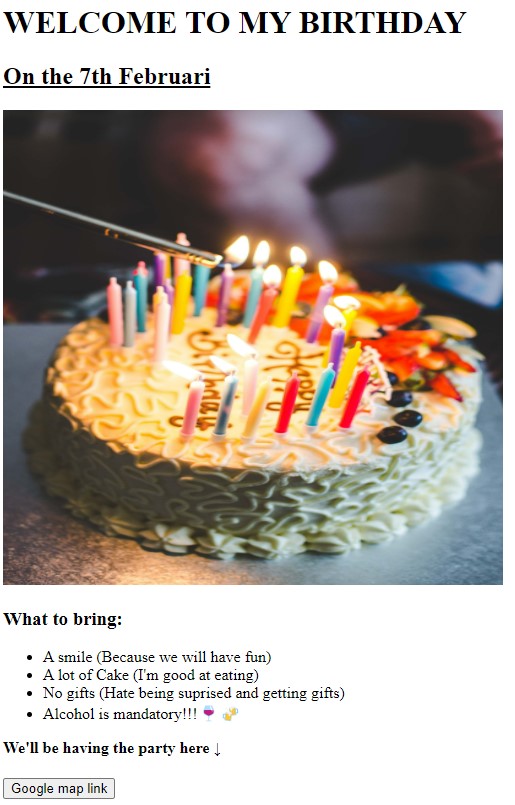 WELCOME TO MY BIRTHDAY
On the 7th Februari
Happy
Birthday
What to bring:
• A smile (Because we will have fun)
• A lot of Cake (I'm good at eating)
• No gifts (Hate being suprised and getting gifts)
• Alcohol is mandatory!!! 🍷 🍻
We'll be having the party here ↓
Google map link